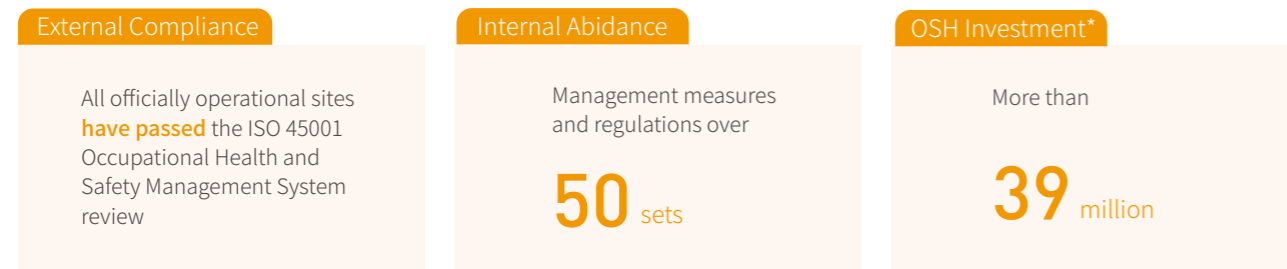 External Compliance
All officially operational sites
have passed the ISO 45001
Occupational Health and
Safety Management System
review
Internal Abidance
Management measures
and regulations over
50 sets
OSH Investment*
More than
39 million